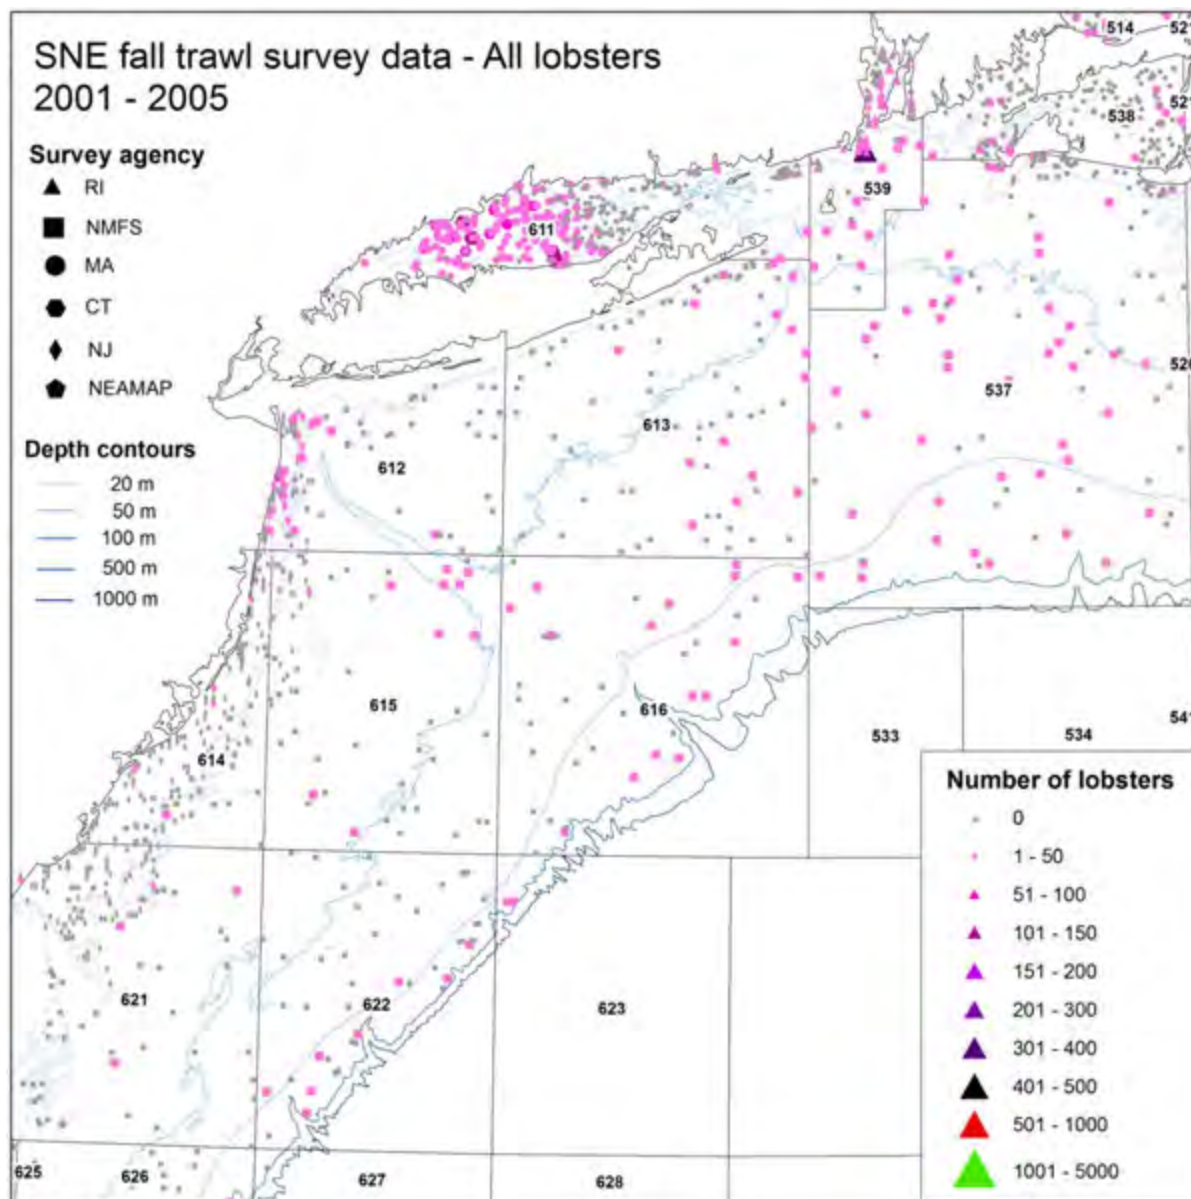 SNE fall trawl survey data - All lobsters
2001 - 2005
Survey agency
RI
NMFS
MA
CT
NJ
NEAMAP
Depth contours
20 m
50 m
100 m
500 m
1000 m
514
538
539
611
537
613
612
615
616
614
533
534
621
622
623
625
626
627
628
Number of lobsters
0
1 - 50
51 - 100
101 - 150
151 - 200
201 - 300
301 - 400
401 - 500
501 - 1000
1001 - 5000